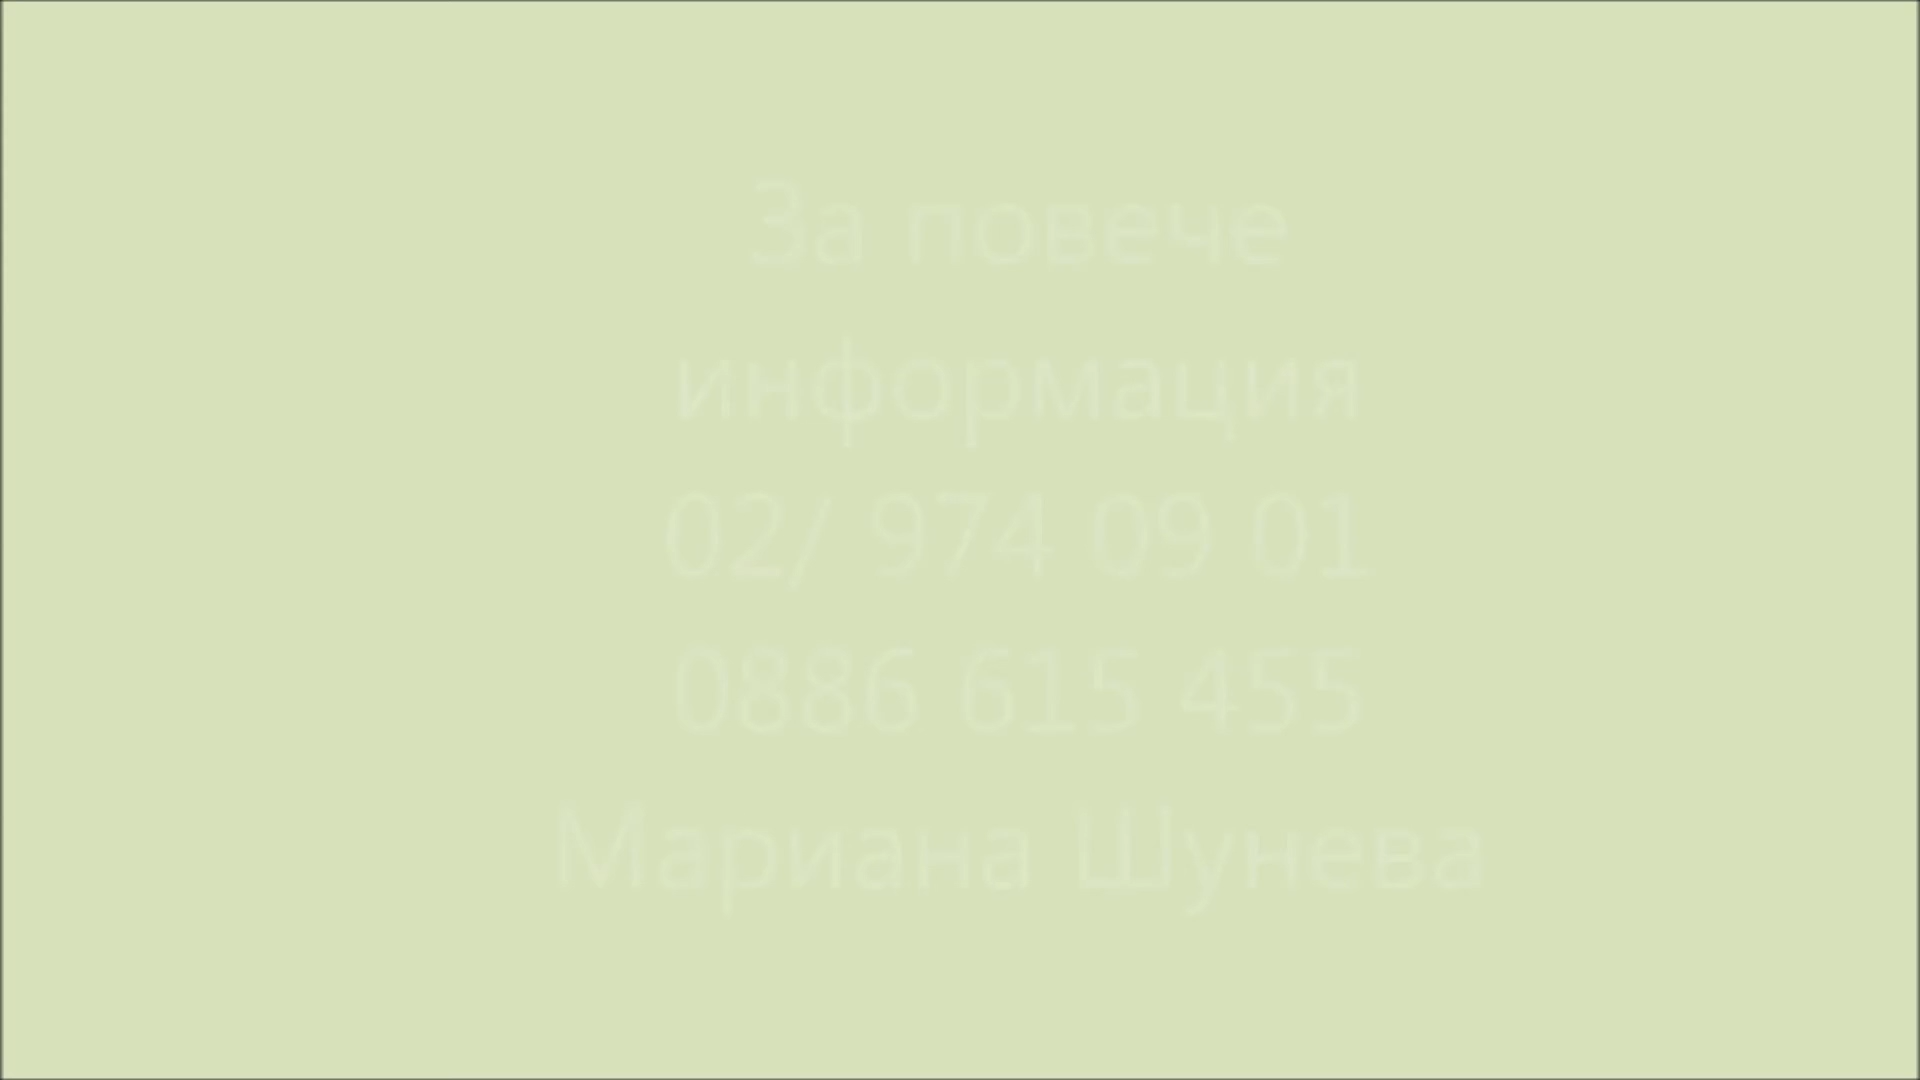 За повече
информация
02/ 974 09 01
0886 615 455
Мариана Шунева